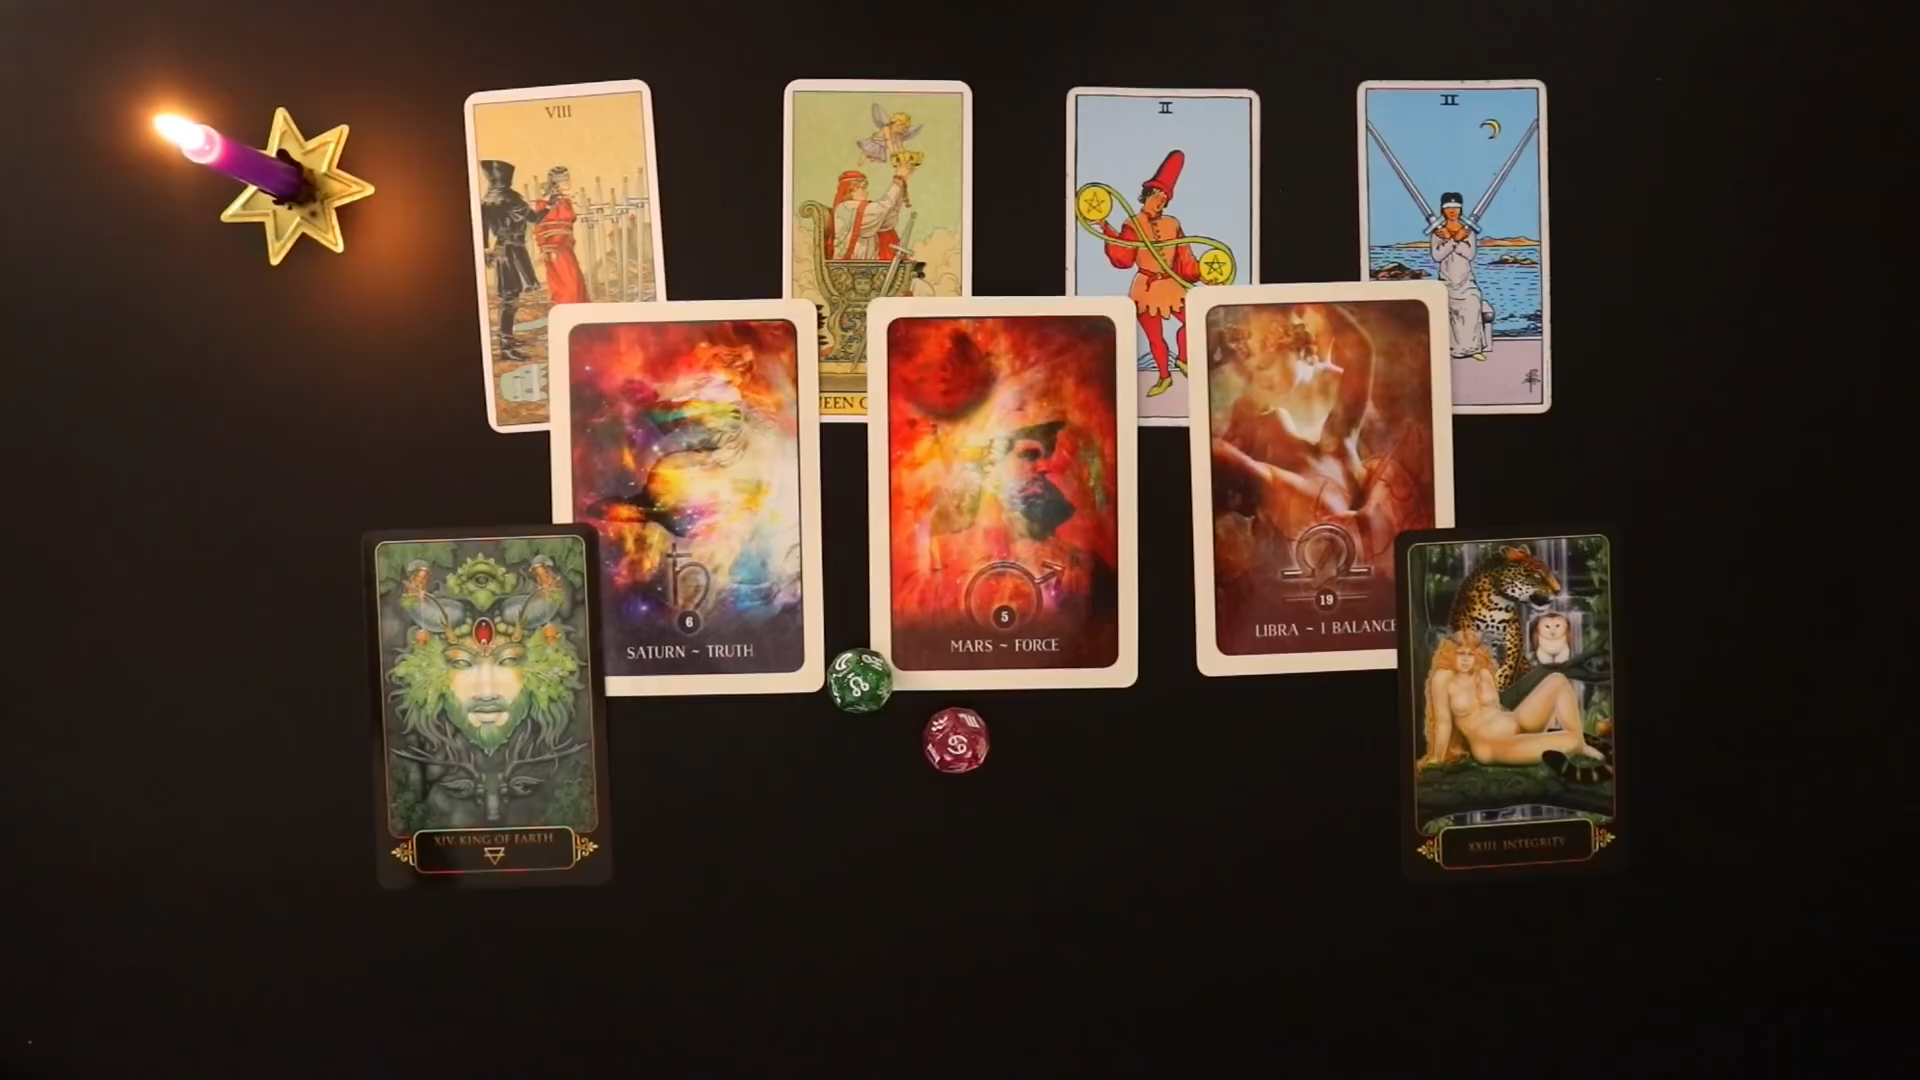 VIII
II
II
EEN
6
SATURN ~ TRUTH
5
MARS ~ FORCE
19
LIBRA ~ I BALANCE
XIV. KING OF EARTH
XXIII. INTEGRITY